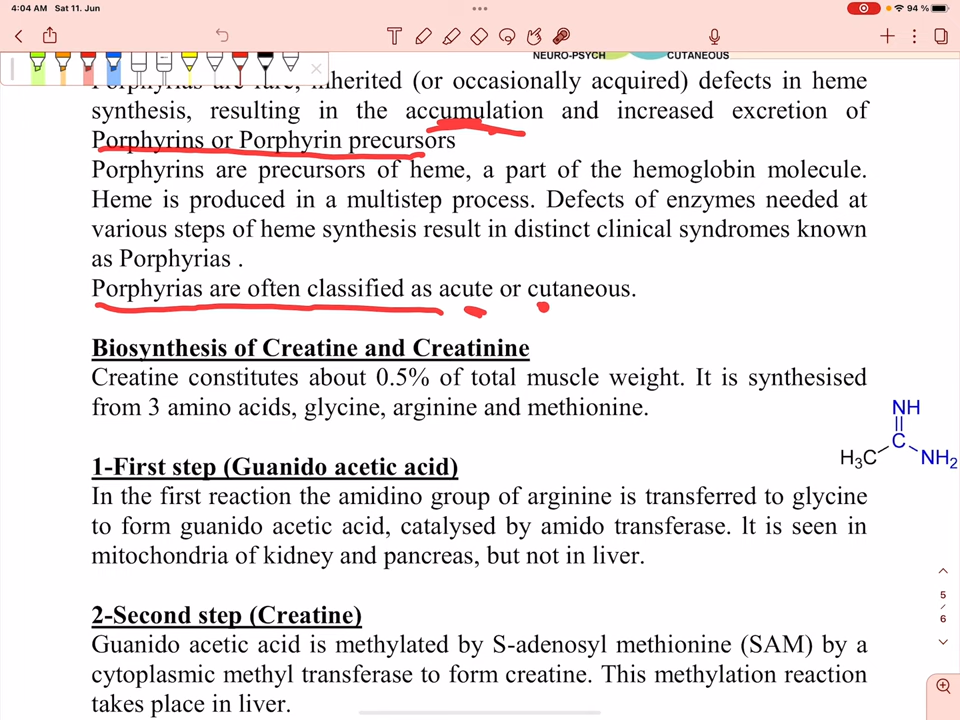 4:04 AM Sat 11. Jun
94 %
NEURO-PSYCH CUTANEOUS
Porphyrias are rare, inherited (or occasionally acquired) defects in heme
synthesis, resulting in the accumulation and increased excretion of
Porphyrins or Porphyrin precursors
Porphyrins are precursors of heme, a part of the hemoglobin molecule.
Heme is produced in a multistep process. Defects of enzymes needed at
various steps of heme synthesis result in distinct clinical syndromes known
as Porphyrias .
Porphyrias are often classified as acute or cutaneous.
Biosynthesis of Creatine and Creatinine
Creatine constitutes about 0.5% of total muscle weight. It is synthesised
from 3 amino acids, glycine, arginine and methionine.
NH
C
H3C NH2
1-First step (Guanido acetic acid)
In the first reaction the amidino group of arginine is transferred to glycine
to form guanido acetic acid, catalysed by amido transferase. lt is seen in
mitochondria of kidney and pancreas, but not in liver.
5
/
6
2-Second step (Creatine)
Guanido acetic acid is methylated by S-adenosyl methionine (SAM) by a
cytoplasmic methyl transferase to form creatine. This methylation reaction
takes place in liver.